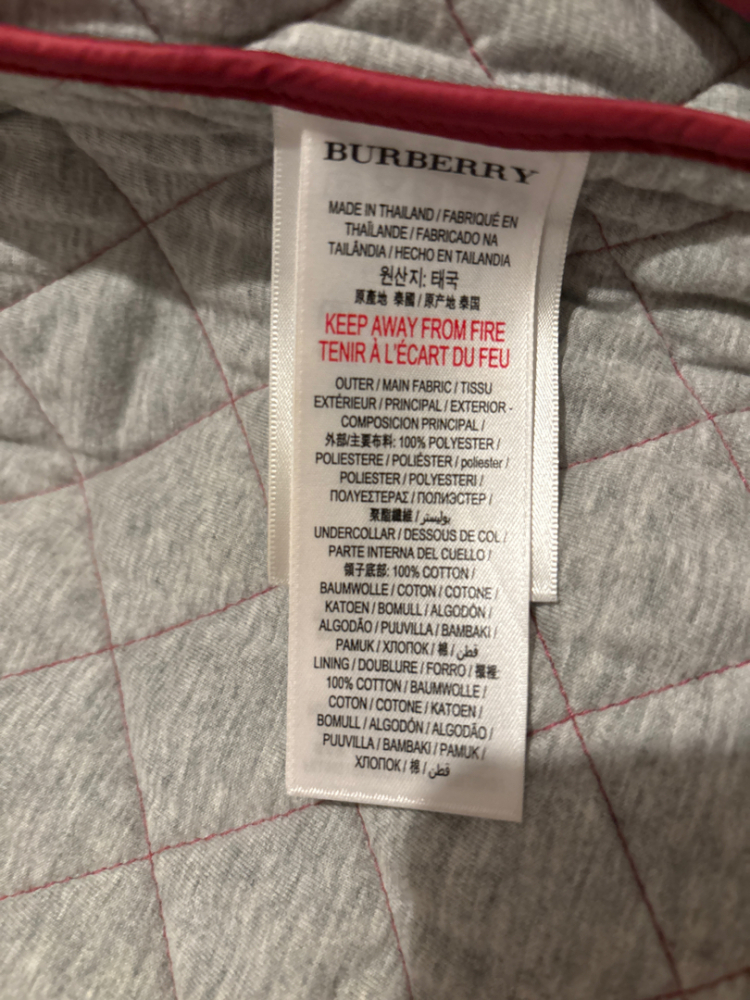 BURBERRY
MADE IN THAILAND / FABRIQUÉ EN
THAÏLANDE / FABRICADO NA
TAILÂNDIA / HECHO EN TAILANDIA
원산지: 태국
原產地 泰國 / 原产地 泰国
KEEP AWAY FROM FIRE
TENIR À L'ÉCART DU FEU
OUTER / MAIN FABRIC / TISSU
EXTÉRIEUR / PRINCIPAL / EXTERIOR -
COMPOSICION PRINCIPAL /
外部/主要布料: 100% POLYESTER /
POLIESTERE / POLIÉSTER / poliester /
POLIESTER / POLYESTERI /
ΠΟΛΥΕΣΤΕΡΑΣ / ПОЛИЭСТЕР /
聚脂纖維 / بوليستر /
UNDERCOLLAR / DESSOUS DE COL /
PARTE INTERNA DEL CUELLO /
領子底部: 100% COTTON /
BAUMWOLLE / COTON / COTONE /
KATOEN / BOMULL / ALGODÓN /
ALGODÃO / PUUVILLA / BAMBAKI /
PAMUK / ХЛОПОК / 棉 / قطن /
LINING / DOUBLURE / FORRO / 襯裡:
100% COTTON / BAUMWOLLE /
COTON / COTONE / KATOEN /
BOMULL / ALGODÓN / ALGODÃO /
PUUVILLA / BAMBAKI / PAMUK /
ХЛОПОК / 棉 / قطن /